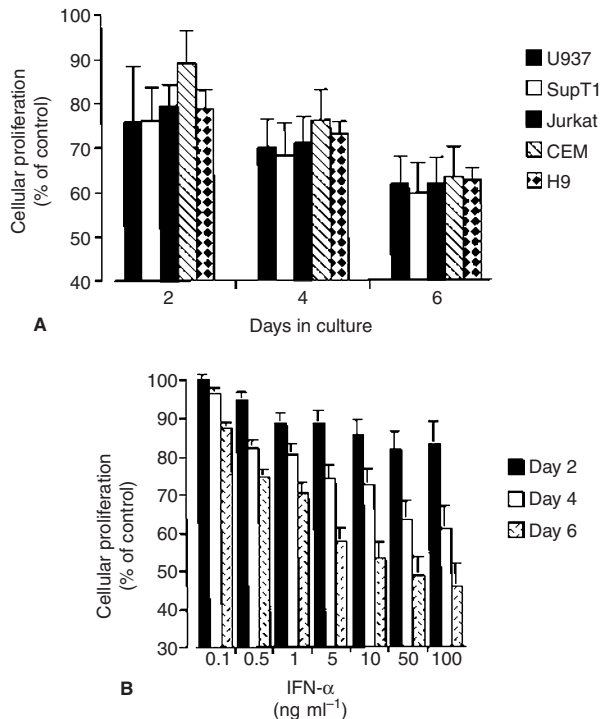 100
90
80
70
60
50
40
Cellular proliferation
(% of control)
2 4 6
Days in culture
A
U937
SupT1
Jurkat
CEM
H9
100
90
80
70
60
50
40
30
Cellular proliferation
(% of control)
0.1 0.5 1 5 10 50 100
IFN-α
(ng ml⁻¹)
B
Day 2
Day 4
Day 6